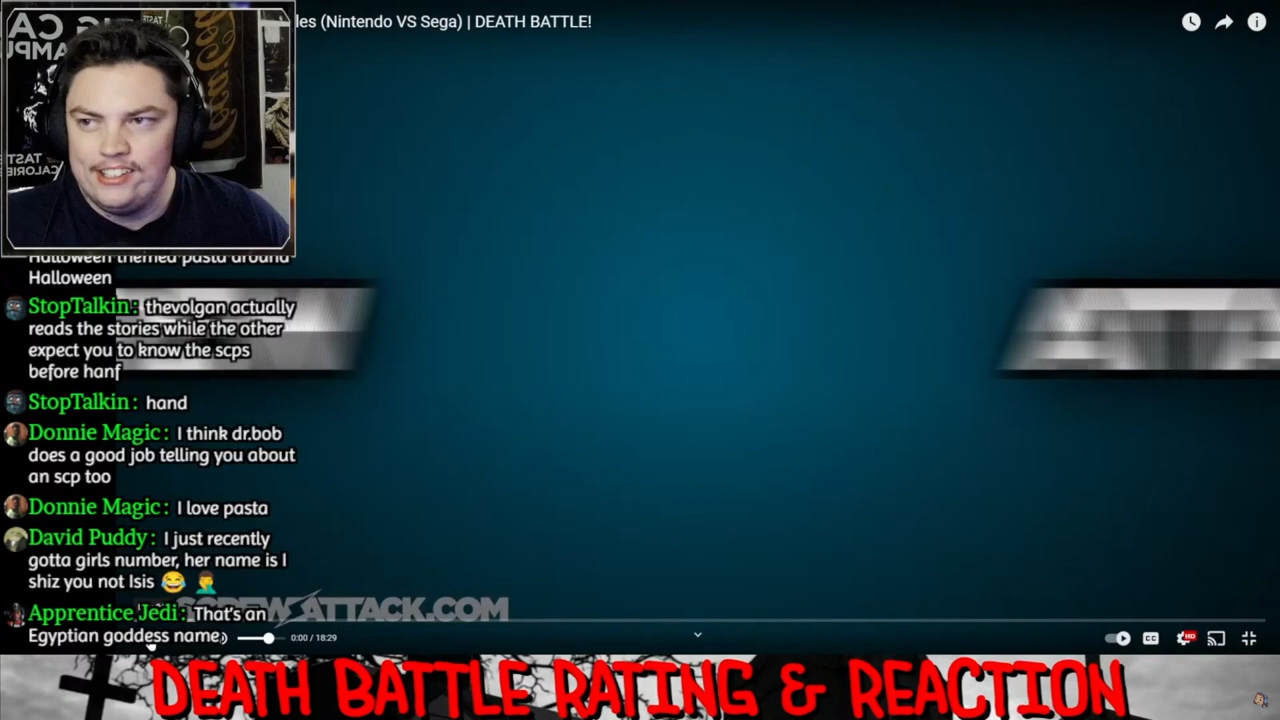 les (Nintendo VS Sega) | DEATH BATTLE!
Halloween themed pasta around
Halloween
StopTalkin: thevolgan actually
reads the stories while the other
expect you to know the scps
before hanf
StopTalkin: hand
Donnie Magic: I think dr.bob
does a good job telling you about
an scp too
Donnie Magic: I love pasta
David Puddy: I just recently
gotta girls number, her name is I
shiz you not Isis 😂 🤦‍♂️
Apprentice Jedi: That's an
Egyptian goddess name
SCREWATTACK.COM
0:00 / 18:29
CC
HD
DEATH BATTLE RATING & REACTION